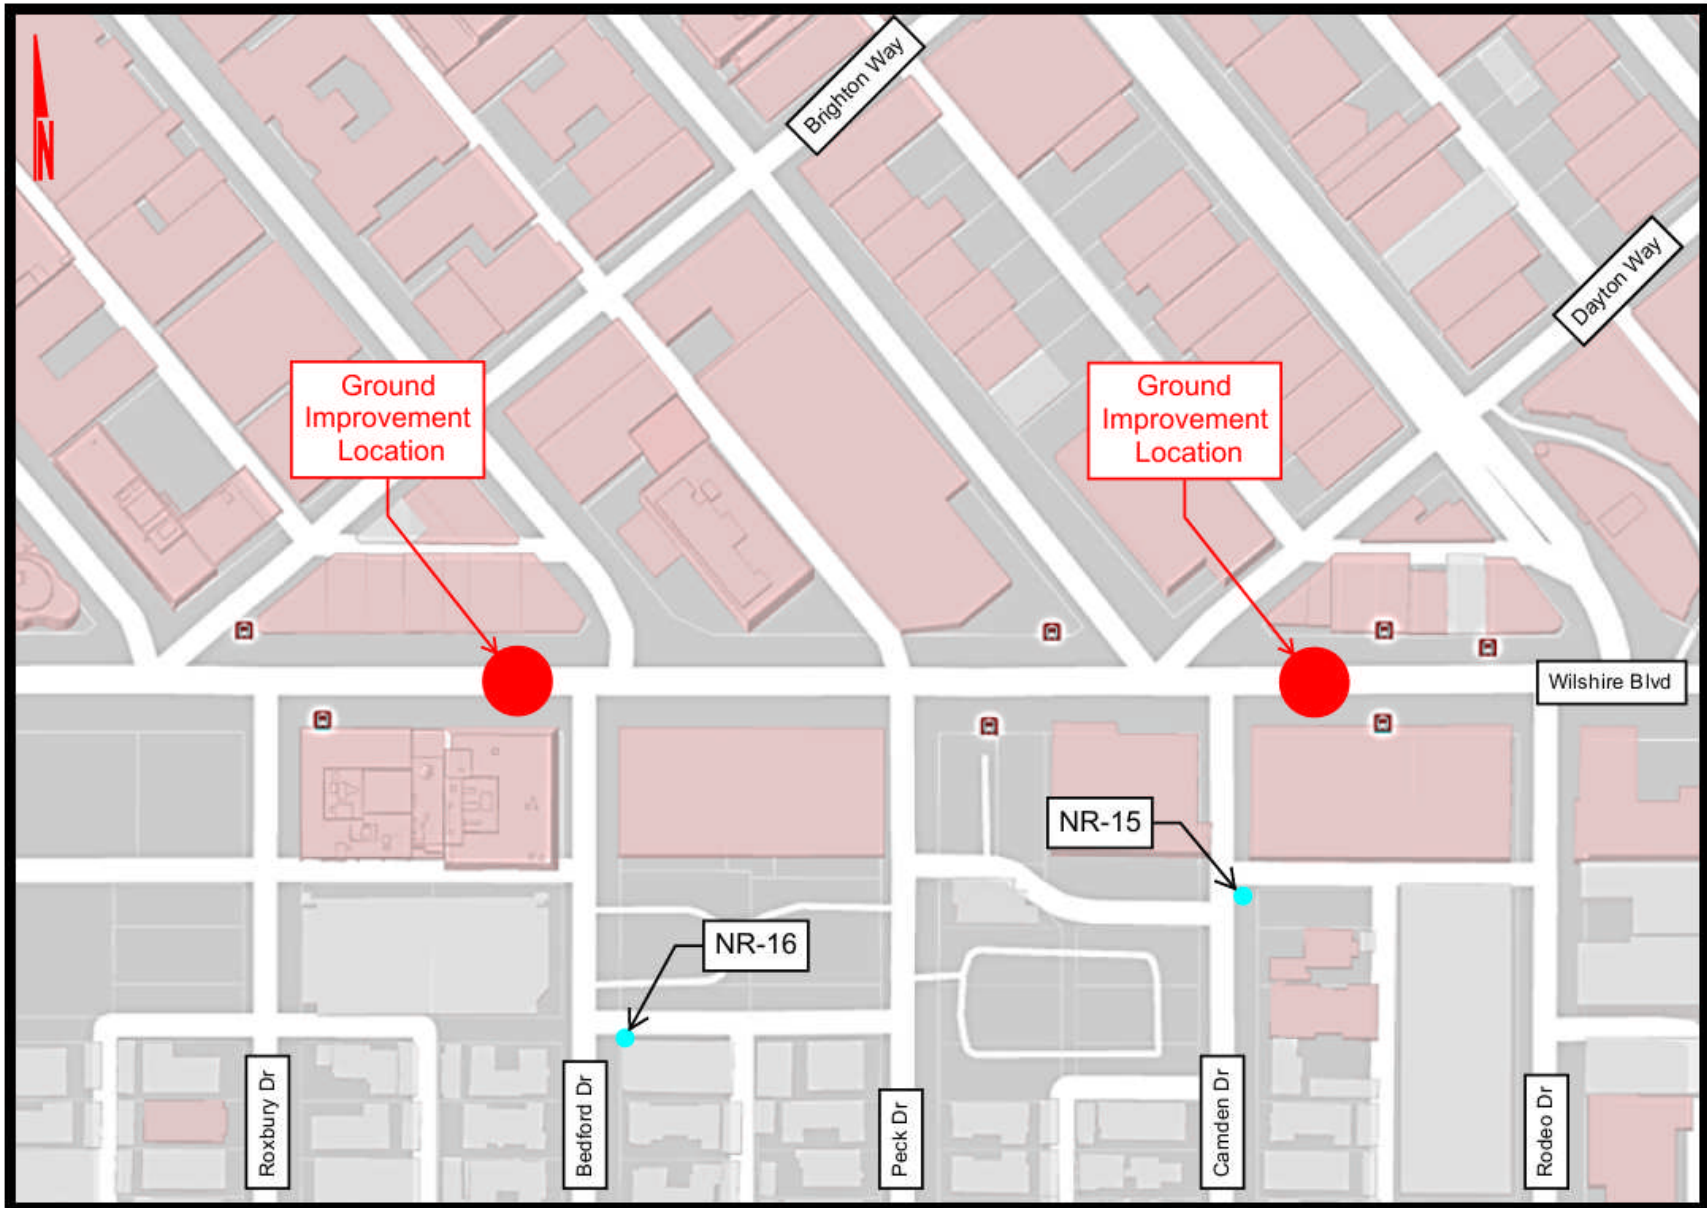 N
Brighton Way
Dayton Way
Ground
Improvement
Location
Ground
Improvement
Location
Wilshire Blvd
NR-15
NR-16
Roxbury Dr
Bedford Dr
Peck Dr
Camden Dr
Rodeo Dr